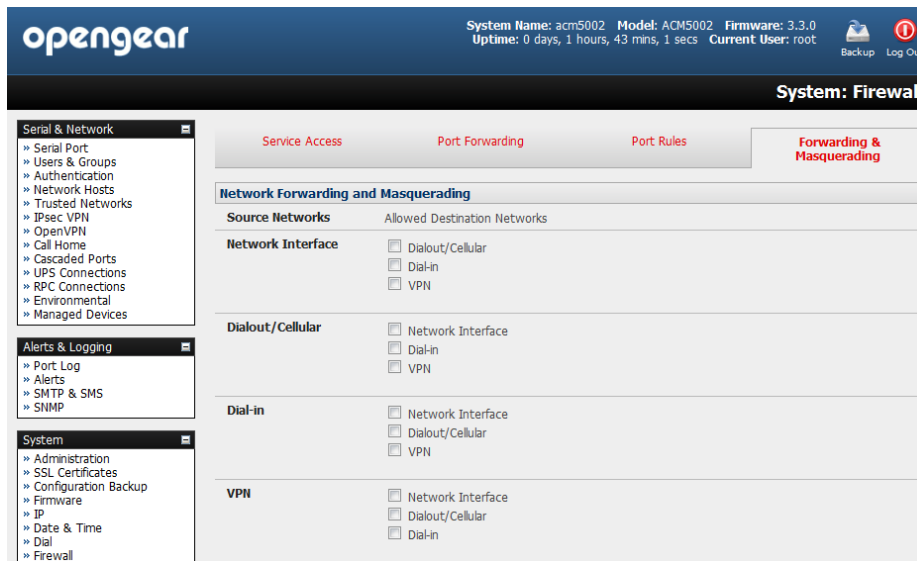 opengear
System Name: acm5002 Model: ACM5002 Firmware: 3.3.0
Uptime: 0 days, 1 hours, 43 mins, 1 secs Current User: root
Backup Log Ou
System: Firewal
Serial & Network
» Serial Port
» Users & Groups
» Authentication
» Network Hosts
» Trusted Networks
» IPsec VPN
» OpenVPN
» Call Home
» Cascaded Ports
» UPS Connections
» RPC Connections
» Environmental
» Managed Devices
Alerts & Logging
» Port Log
» Alerts
» SMTP & SMS
» SNMP
System
» Administration
» SSL Certificates
» Configuration Backup
» Firmware
» IP
» Date & Time
» Dial
» Firewall
Service Access
Port Forwarding
Port Rules
Forwarding &
Masquerading
Network Forwarding and Masquerading
Source Networks Allowed Destination Networks
Network Interface
Dialout/Cellular
Dial-in
VPN
Dialout/Cellular
Network Interface
Dial-in
VPN
Dial-in
Network Interface
Dialout/Cellular
VPN
VPN
Network Interface
Dialout/Cellular
Dial-in